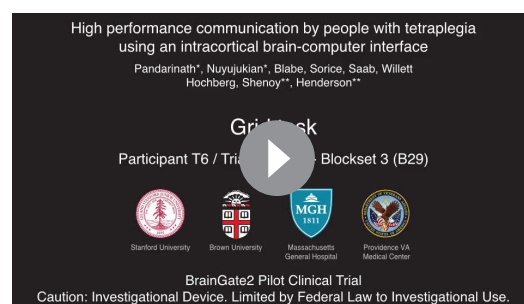 High performance communication by people with tetraplegia
using an intracortical brain-computer interface
Pandarinath*, Nuyujukian*, Blabe, Sorice, Saab, Willett
Hochberg, Shenoy**, Henderson**
Participant T6 / Blockset 3 (B29)
MGH
1811
Stanford University
Brown University
Massachusetts
General Hospital
Providence VA
Medical Center
BrainGate2 Pilot Clinical Trial
Caution: Investigational Device. Limited by Federal Law to Investigational Use.